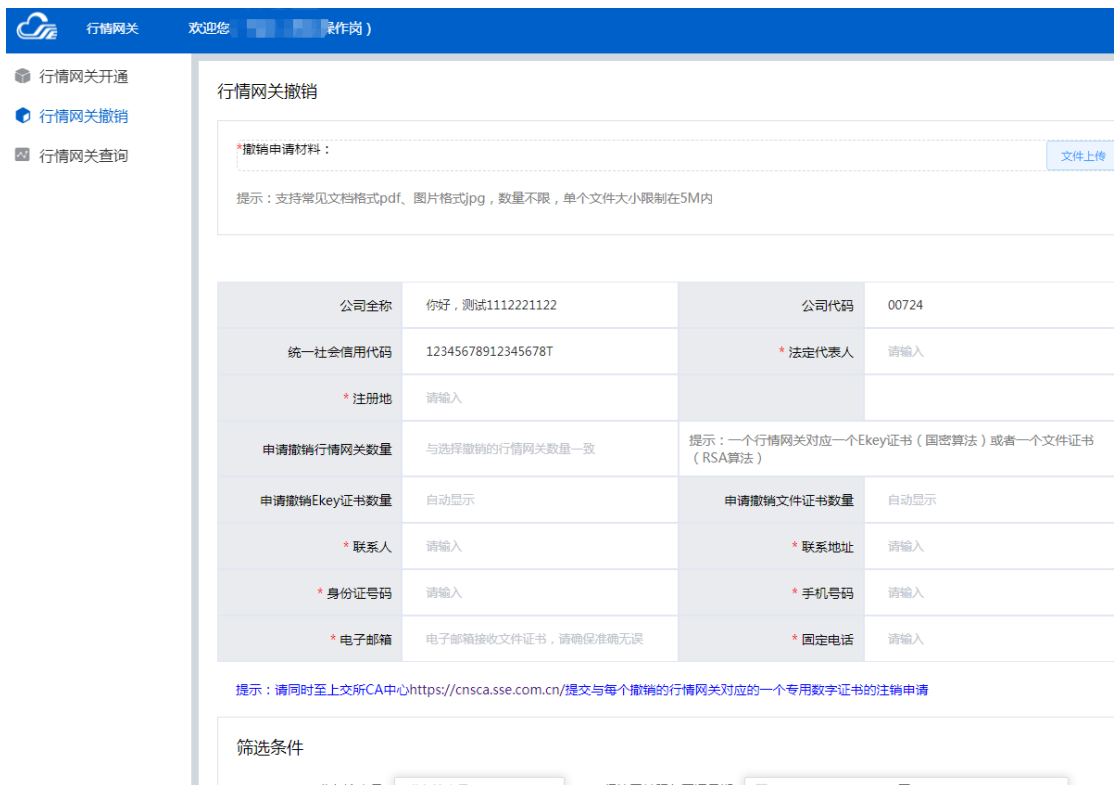 行情网关
欢迎您 操作岗）
行情网关开通
行情网关撤销
行情网关查询
行情网关撤销
*撤销申请材料：
文件上传
提示：支持常见文档格式pdf、图片格式jpg，数量不限，单个文件大小限制在5M内
公司全称 你好，测试1112221122 公司代码 00724
统一社会信用代码 12345678912345678T * 法定代表人 请输入
* 注册地 请输入
申请撤销行情网关数量 与选择撤销的行情网关数量一致 提示：一个行情网关对应一个Ekey证书（国密算法）或者一个文件证书
（RSA算法）
申请撤销Ekey证书数量 自动显示 申请撤销文件证书数量 自动显示
* 联系人 请输入 * 联系地址 请输入
* 身份证号码 请输入 * 手机号码 请输入
* 电子邮箱 电子邮箱接收文件证书，请确保准确无误 * 固定电话 请输入
提示：请同时至上交所CA中心https://cnsca.sse.com.cn/提交与每个撤销的行情网关对应的一个专用数字证书的注销申请
筛选条件